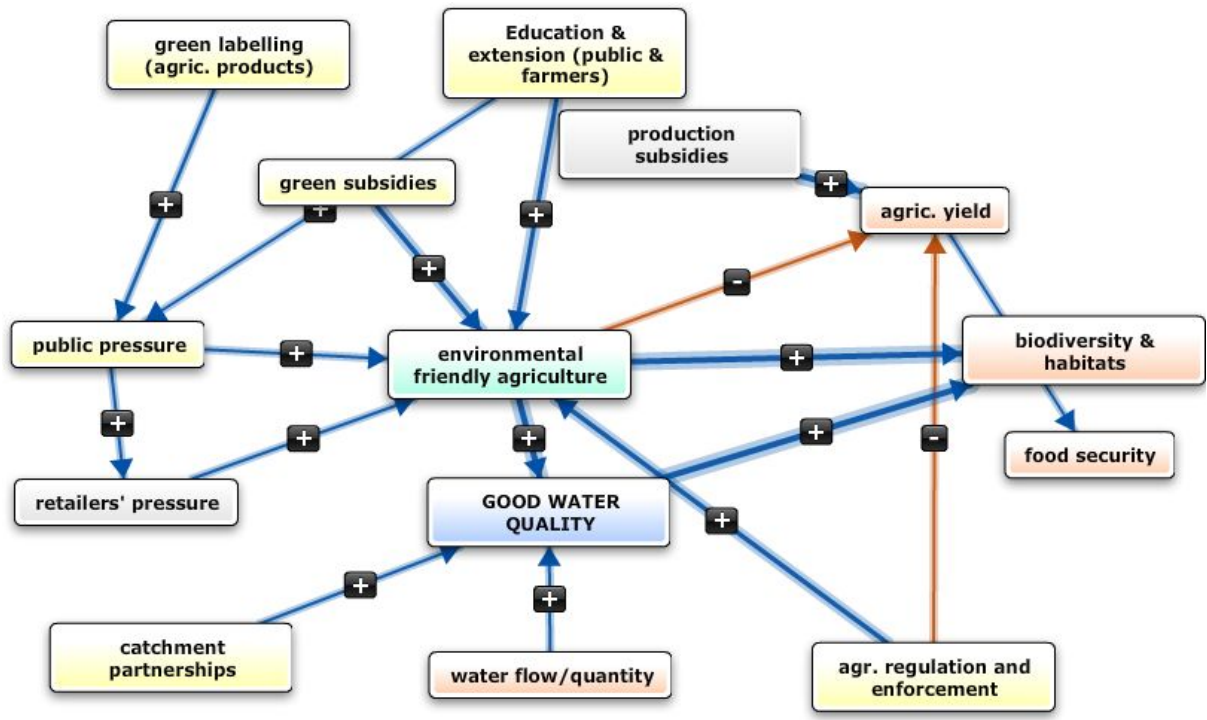 green labelling
(agric. products)
Education &
extension (public &
farmers)
production
subsidies
green subsidies
agric. yield
+
+
+
+
+
-
public pressure
+
environmental
friendly agriculture
+
biodiversity &
habitats
+
+
+
+
-
food security
retailers' pressure
GOOD WATER
QUALITY
+
+
+
catchment
partnerships
water flow/quantity
agr. regulation and
enforcement